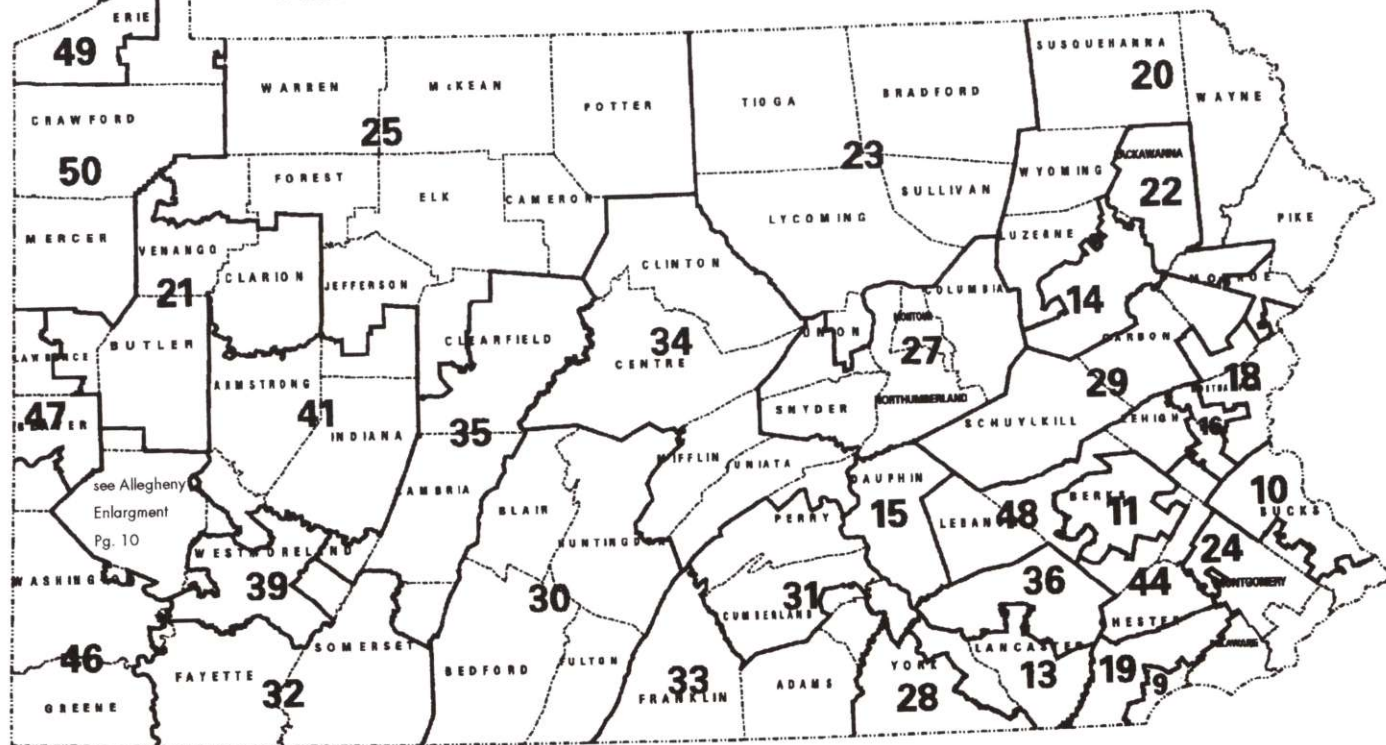 ERIE
49
SUSQUEHANNA
20
WARREN
McKEAN
POTTER
TIOGA
BRADFORD
WAYNE
CRAWFORD
25
50
23
WYOMING
LACKAWANNA
22
FOREST
ELK
CAMERON
SULLIVAN
LYCOMING
PIKE
MERCER
VENANGO
LUZERNE
CLARION
JEFFERSON
CLINTON
COLUMBIA
MONROE
21
14
LAWRENCE
BUTLER
CLEARFIELD
34
UNION
MONTOUR
27
CARBON
CENTRE
ARMSTRONG
41
29
18
47
BEAVER
INDIANA
35
SNYDER
NORTHUMBERLAND
SCHUYLKILL
LEHIGH
16
MIFFLIN
JUNIATA
see Allegheny
Enlargment
Pg. 10
CAMBRIA
BLAIR
DAUPHIN
BERKS
10
BUCKS
PERRY
15
LEBANON
48
11
HUNTINGDON
24
MONTGOMERY
WESTMORELAND
WASHINGTON
39
30
31
CUMBERLAND
36
44
CHESTER
SOMERSET
LANCASTER
DELAWARE
46
FAYETTE
32
BEDFORD
FULTON
33
FRANKLIN
ADAMS
YORK
28
13
19
9
GREENE